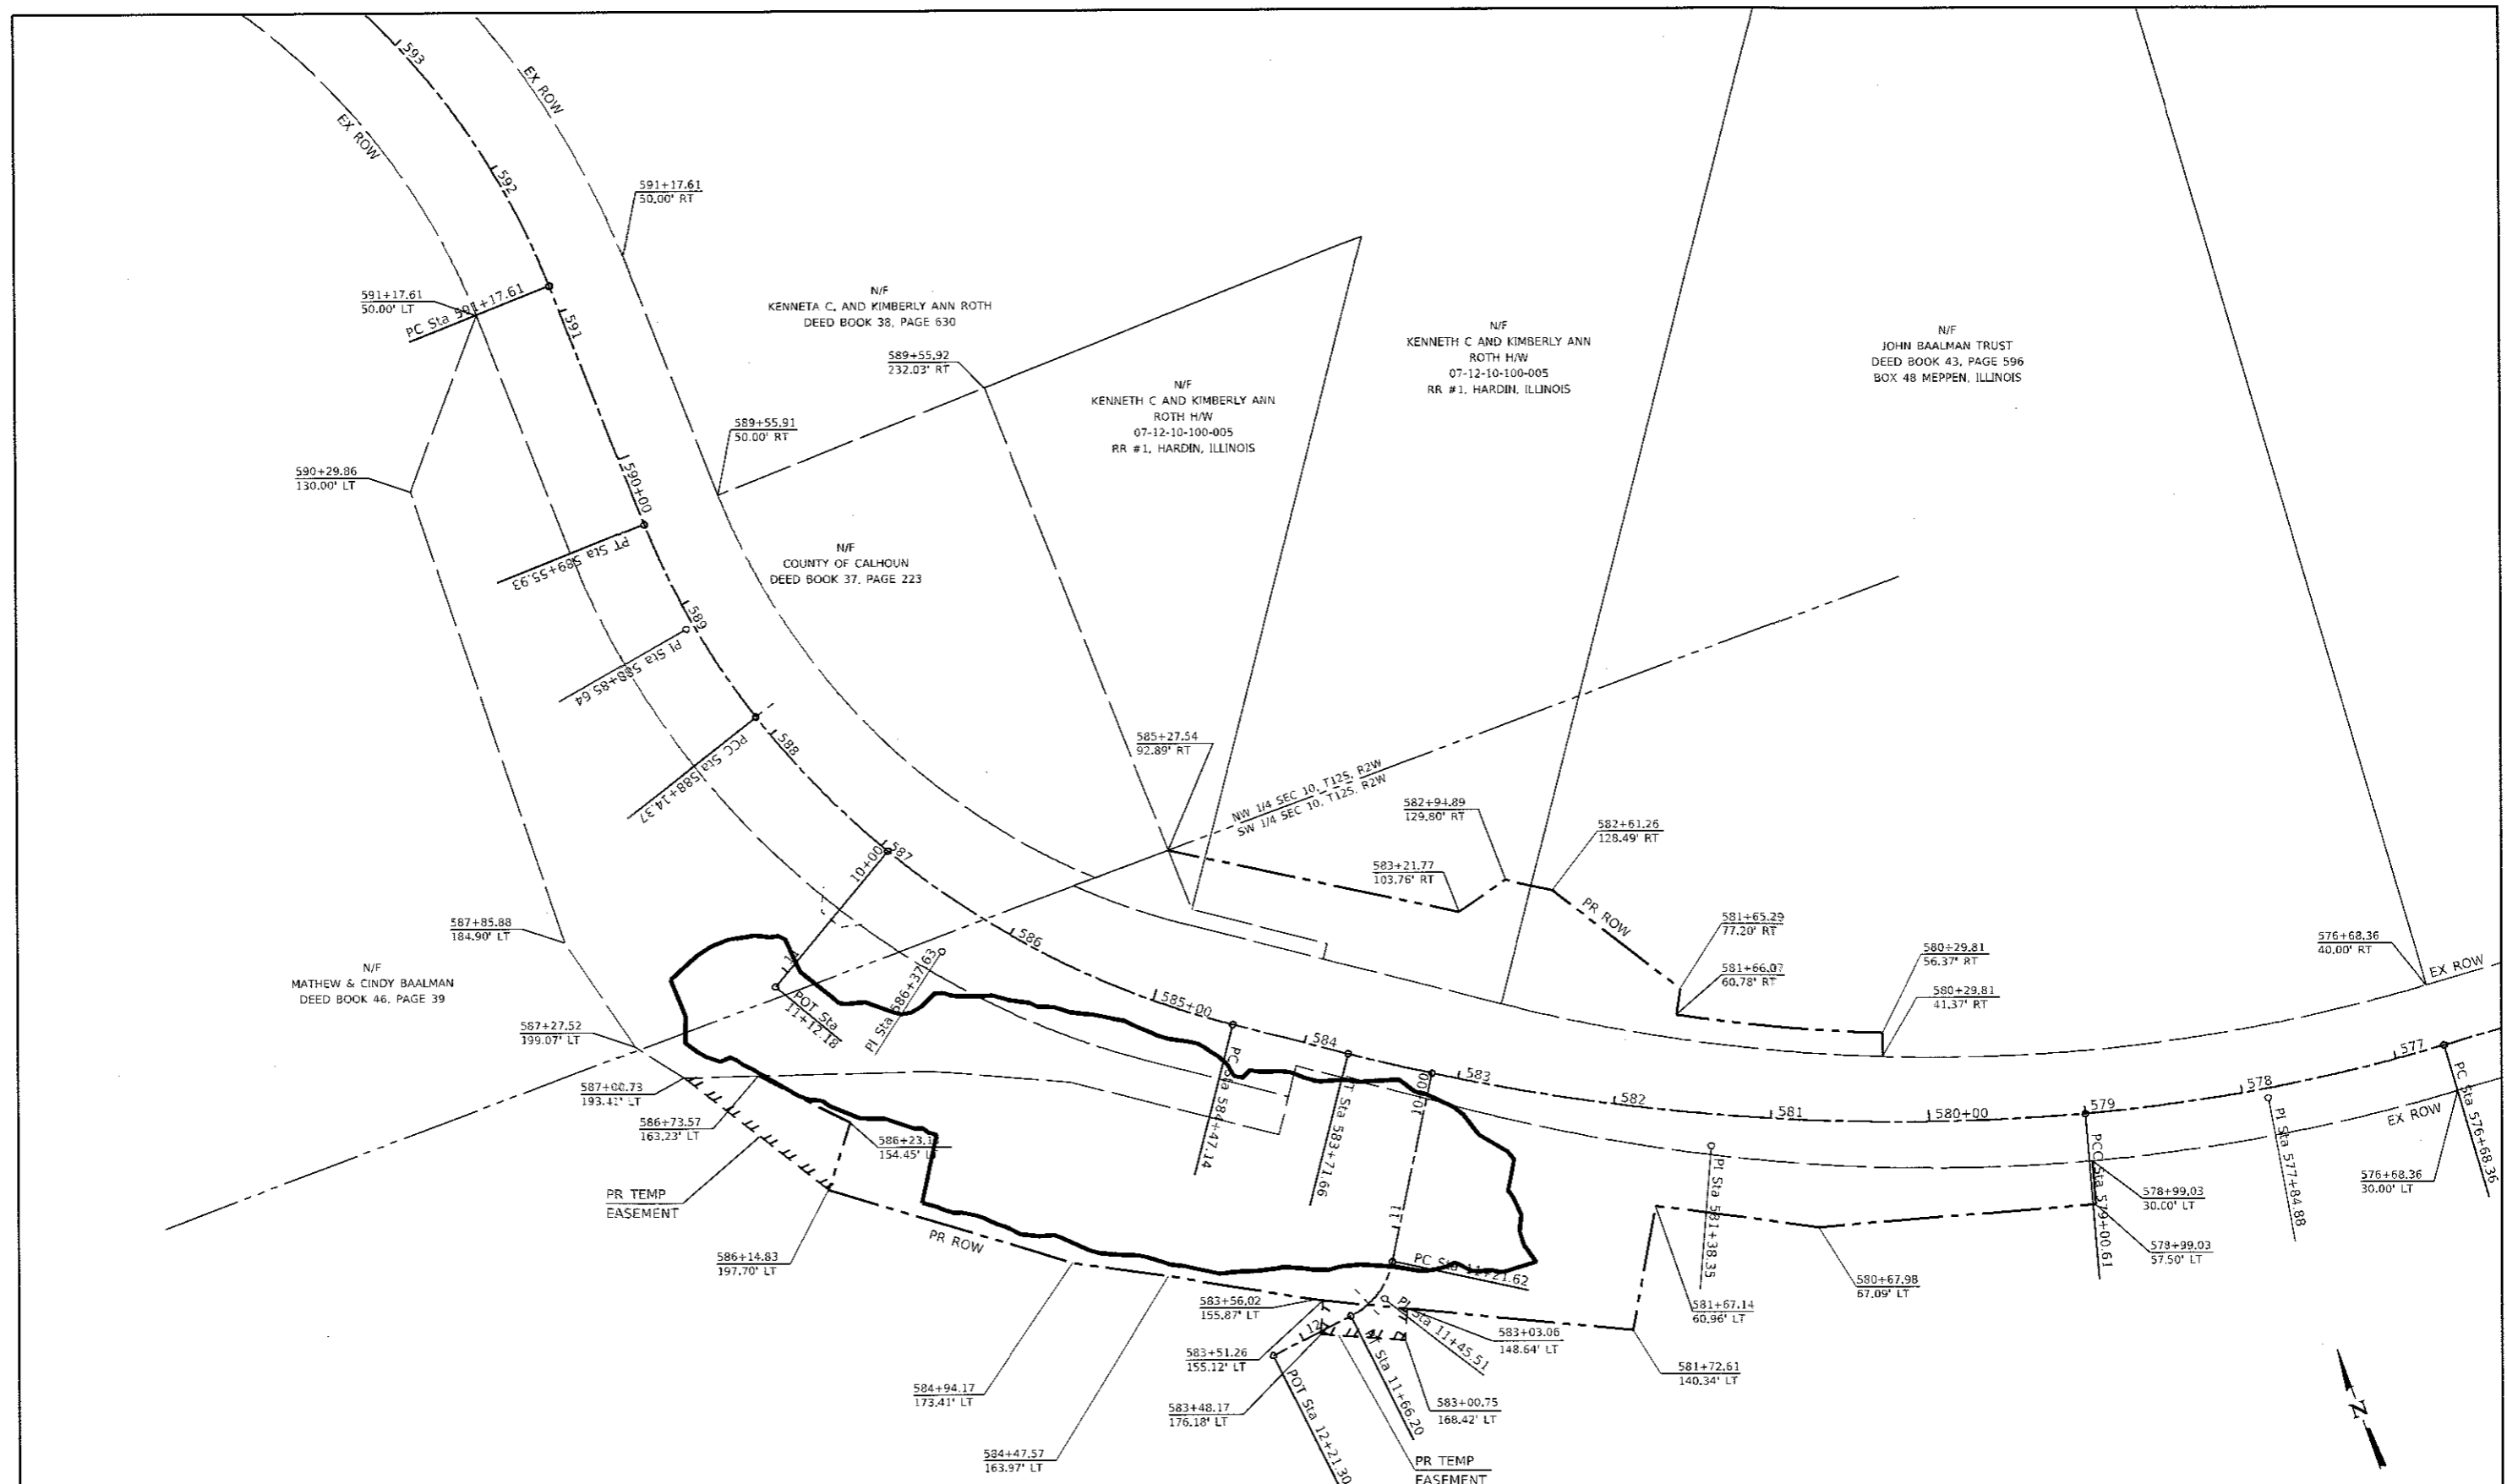 593
EX ROW
EX ROW
592
591+17.61
50.00' RT
591+17.61
50.00' LT
PC Sta 591+17.61
591
N/F
KENNETA C. AND KIMBERLY ANN ROTH
DEED BOOK 38, PAGE 630
589+55.92
232.03' RT
N/F
KENNETH C AND KIMBERLY ANN
ROTH H/W
07-12-10-100-005
RR #1, HARDIN, ILLINOIS
N/F
KENNETH C AND KIMBERLY ANN
ROTH H/W
07-12-10-100-005
RR #1, HARDIN, ILLINOIS
N/F
JOHN BAALMAN TRUST
DEED BOOK 43, PAGE 596
BOX 48 MEPPEN, ILLINOIS
589+55.91
50.00' RT
590+29.86
130.00' LT
590+00
PT Sta 589+55.93
N/F
COUNTY OF CALHOUN
DEED BOOK 37, PAGE 223
589
PI Sta 588+85.64
588
PCC Sta 588+14.37
585+27.54
92.89' RT
NW 1/4 SEC 10, T12S, R2W
SW 1/4 SEC 10, T12S, R2W
582+94.89
129.80' RT
582+61.26
128.49' RT
583+21.77
103.76' RT
PR ROW
581+65.29
77.20' RT
581+66.07
60.78' RT
580+29.81
56.37' RT
580+29.81
41.37' RT
576+68.36
40.00' RT
EX ROW
587
10+00
587+85.88
184.90' LT
586
N/F
MATHEW & CINDY BAALMAN
DEED BOOK 46, PAGE 39
11
POT Sta
11+12.18
PI Sta 586+37.63
585+00
584
587+27.52
199.07' LT
PC Sta 584+47.14
PT Sta 583+71.66
10+00
583
582
581
580+00
579
578
577
PC Sta 576+68.36
EX ROW
587+00.73
193.41' LT
586+73.57
163.23' LT
586+23.1
154.45' L
PI Sta 581+38.35
PCC Sta 579+00.61
578+99.03
30.00' LT
PI Sta 577+84.88
576+68.36
30.00' LT
PR TEMP
EASEMENT
PR ROW
11
586+14.83
197.70' LT
PC Sta 11+21.62
578+99.03
57.50' LT
580+67.98
67.09' LT
581+67.14
60.96' LT
583+56.02
155.87' LT
12
PI Sta 11+45.51
583+03.06
148.64' LT
583+51.26
155.12' LT
PT Sta 11+66.20
581+72.61
140.34' LT
584+94.17
173.41' LT
583+48.17
176.18' LT
POT Sta 12+21.30
583+00.75
168.42' LT
584+47.57
163.97' LT
PR TEMP
EASEMENT
N